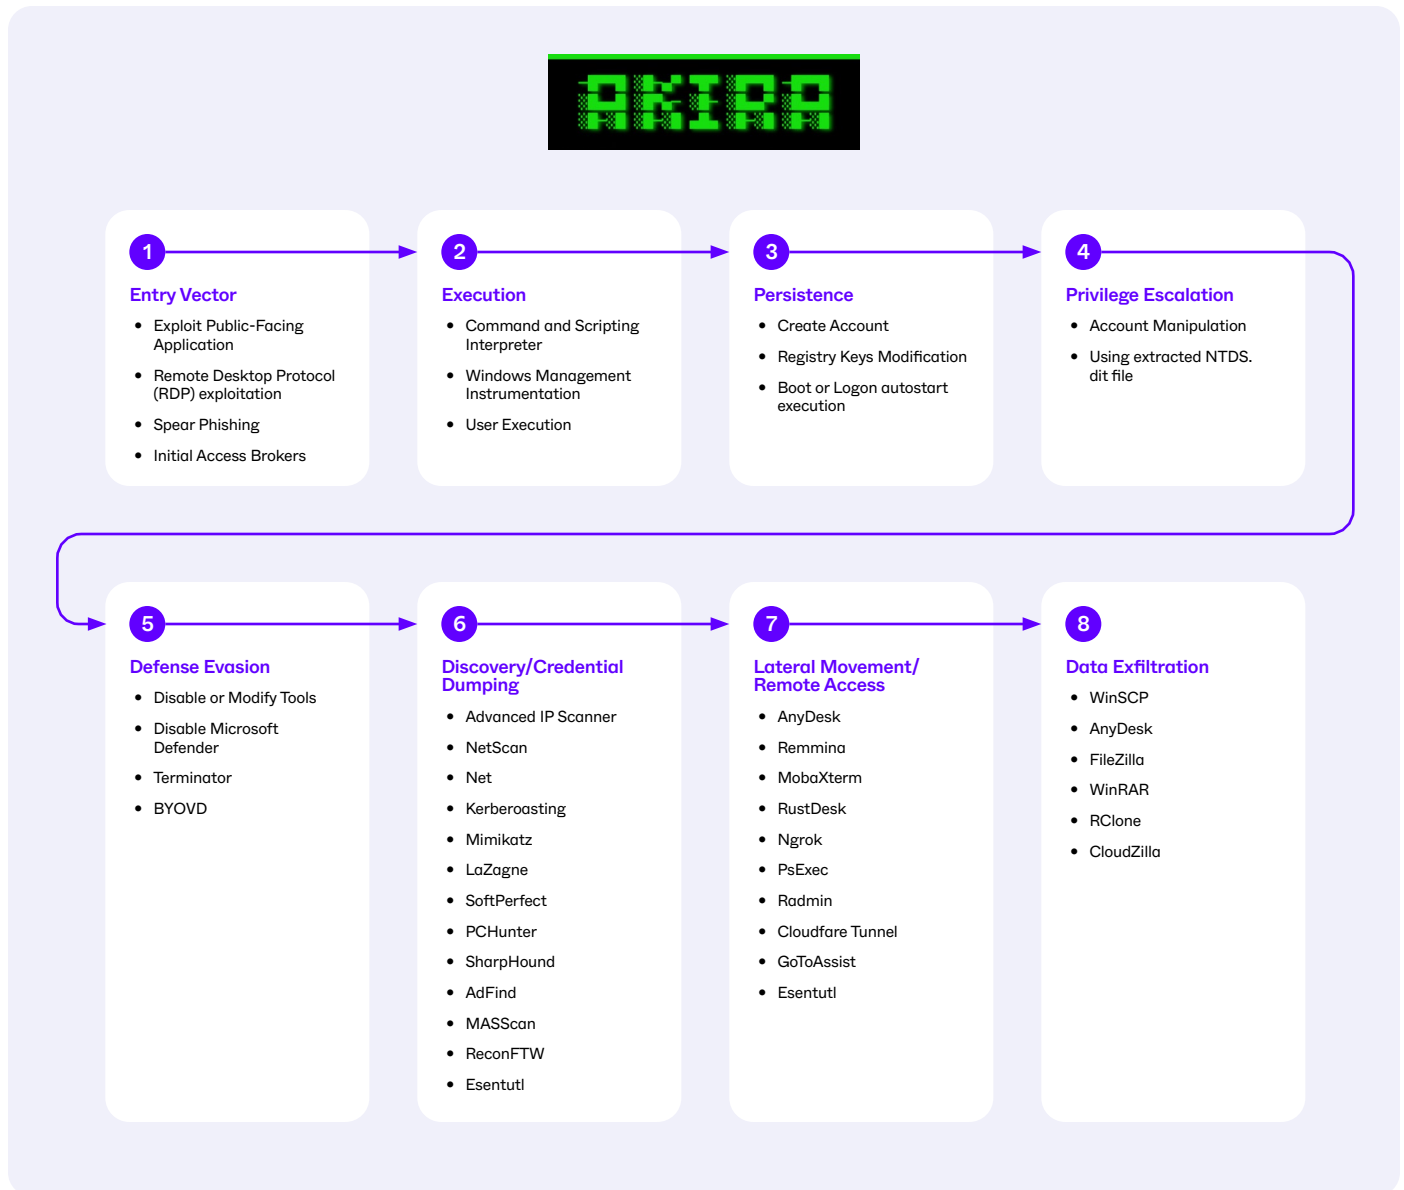 AKIRA
1
Entry Vector
Exploit Public-Facing
Application
Remote Desktop Protocol
(RDP) exploitation
Spear Phishing
Initial Access Brokers
2
Execution
Command and Scripting
Interpreter
Windows Management
Instrumentation
User Execution
3
Persistence
Create Account
Registry Keys Modification
Boot or Logon autostart
execution
4
Privilege Escalation
Account Manipulation
Using extracted NTDS.
dit file
5
Defense Evasion
Disable or Modify Tools
Disable Microsoft
Defender
Terminator
BYOVD
6
Discovery/Credential
Dumping
Advanced IP Scanner
NetScan
Net
Kerberoasting
Mimikatz
LaZagne
SoftPerfect
PCHunter
SharpHound
AdFind
MASScan
ReconFTW
Esentutl
7
Lateral Movement/
Remote Access
AnyDesk
Remmina
MobaXterm
RustDesk
Ngrok
PsExec
Radmin
Cloudfare Tunnel
GoToAssist
Esentutl
8
Data Exfiltration
WinSCP
AnyDesk
FileZilla
WinRAR
RClone
CloudZilla